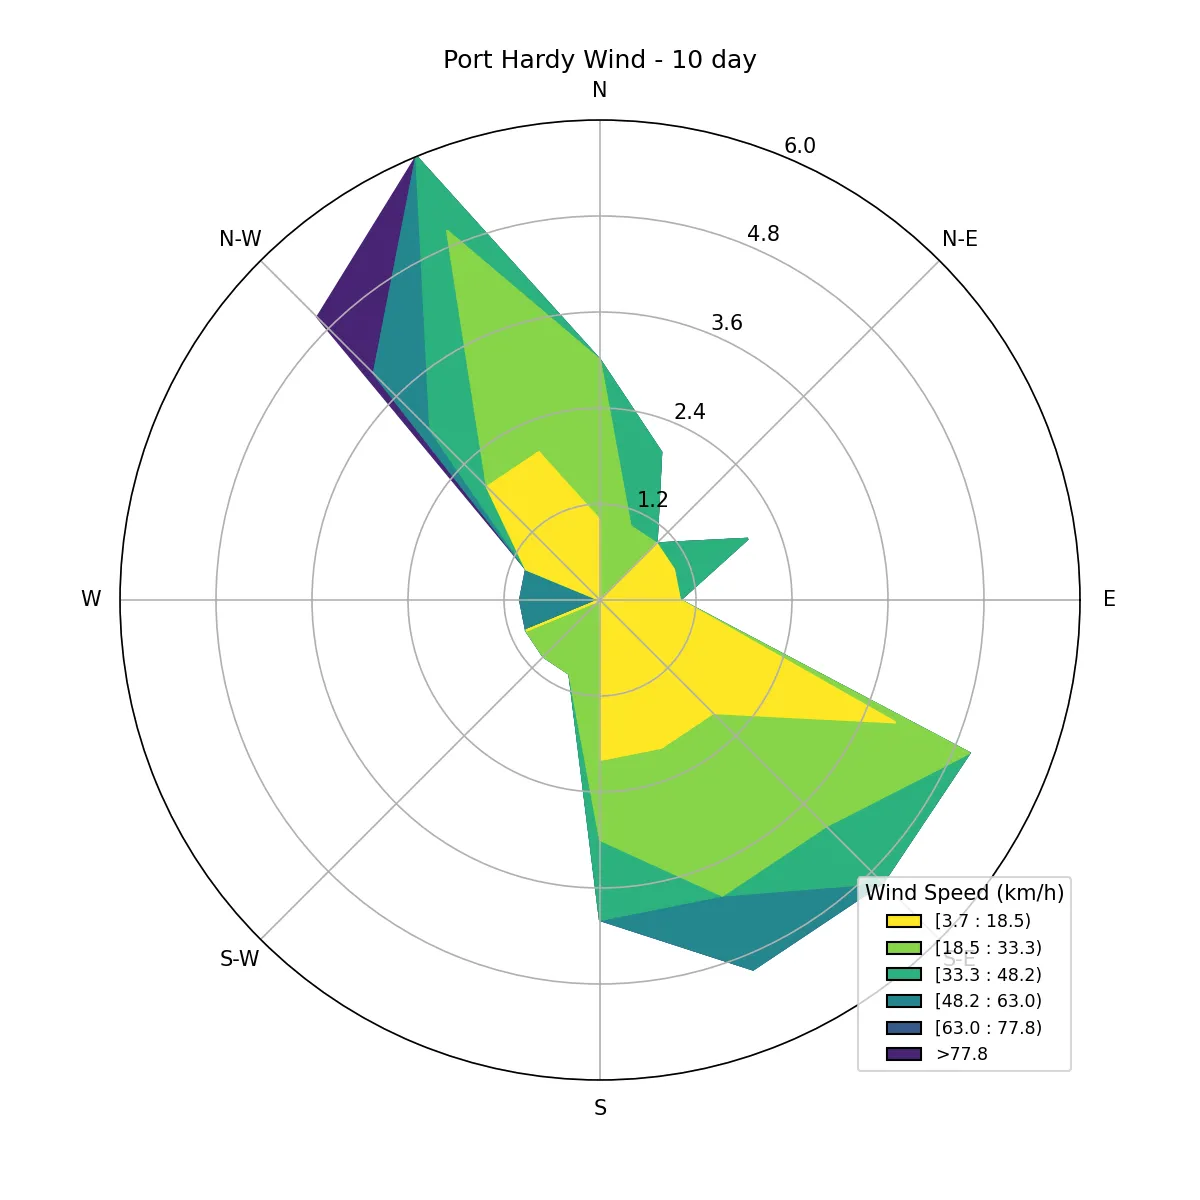 Port Hardy Wind - 10 day
N
6.0
N-W
4.8
N-E
3.6
2.4
1.2
W
E
Wind Speed (km/h)
[3.7 : 18.5)
[18.5 : 33.3)
S-W
S-E
[33.3 : 48.2)
[48.2 : 63.0)
[63.0 : 77.8)
>77.8
S